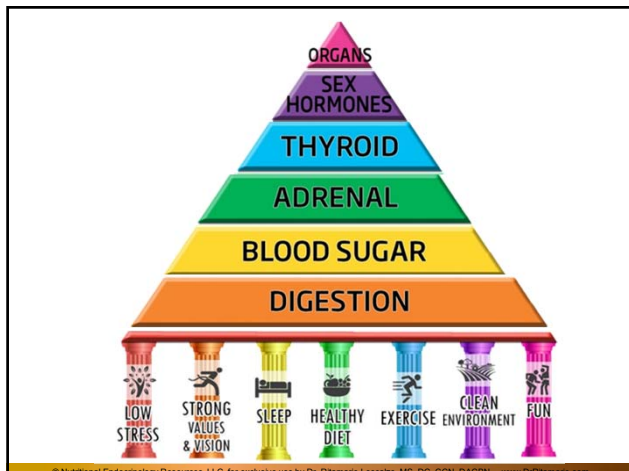 ORGANS
SEX
HORMONES
THYROID
ADRENAL
BLOOD SUGAR
DIGESTION
LOW
STRESS
STRONG
VALUES
& VISION
SLEEP
HEALTHY
DIET
EXERCISE
CLEAN
ENVIRONMENT
FUN